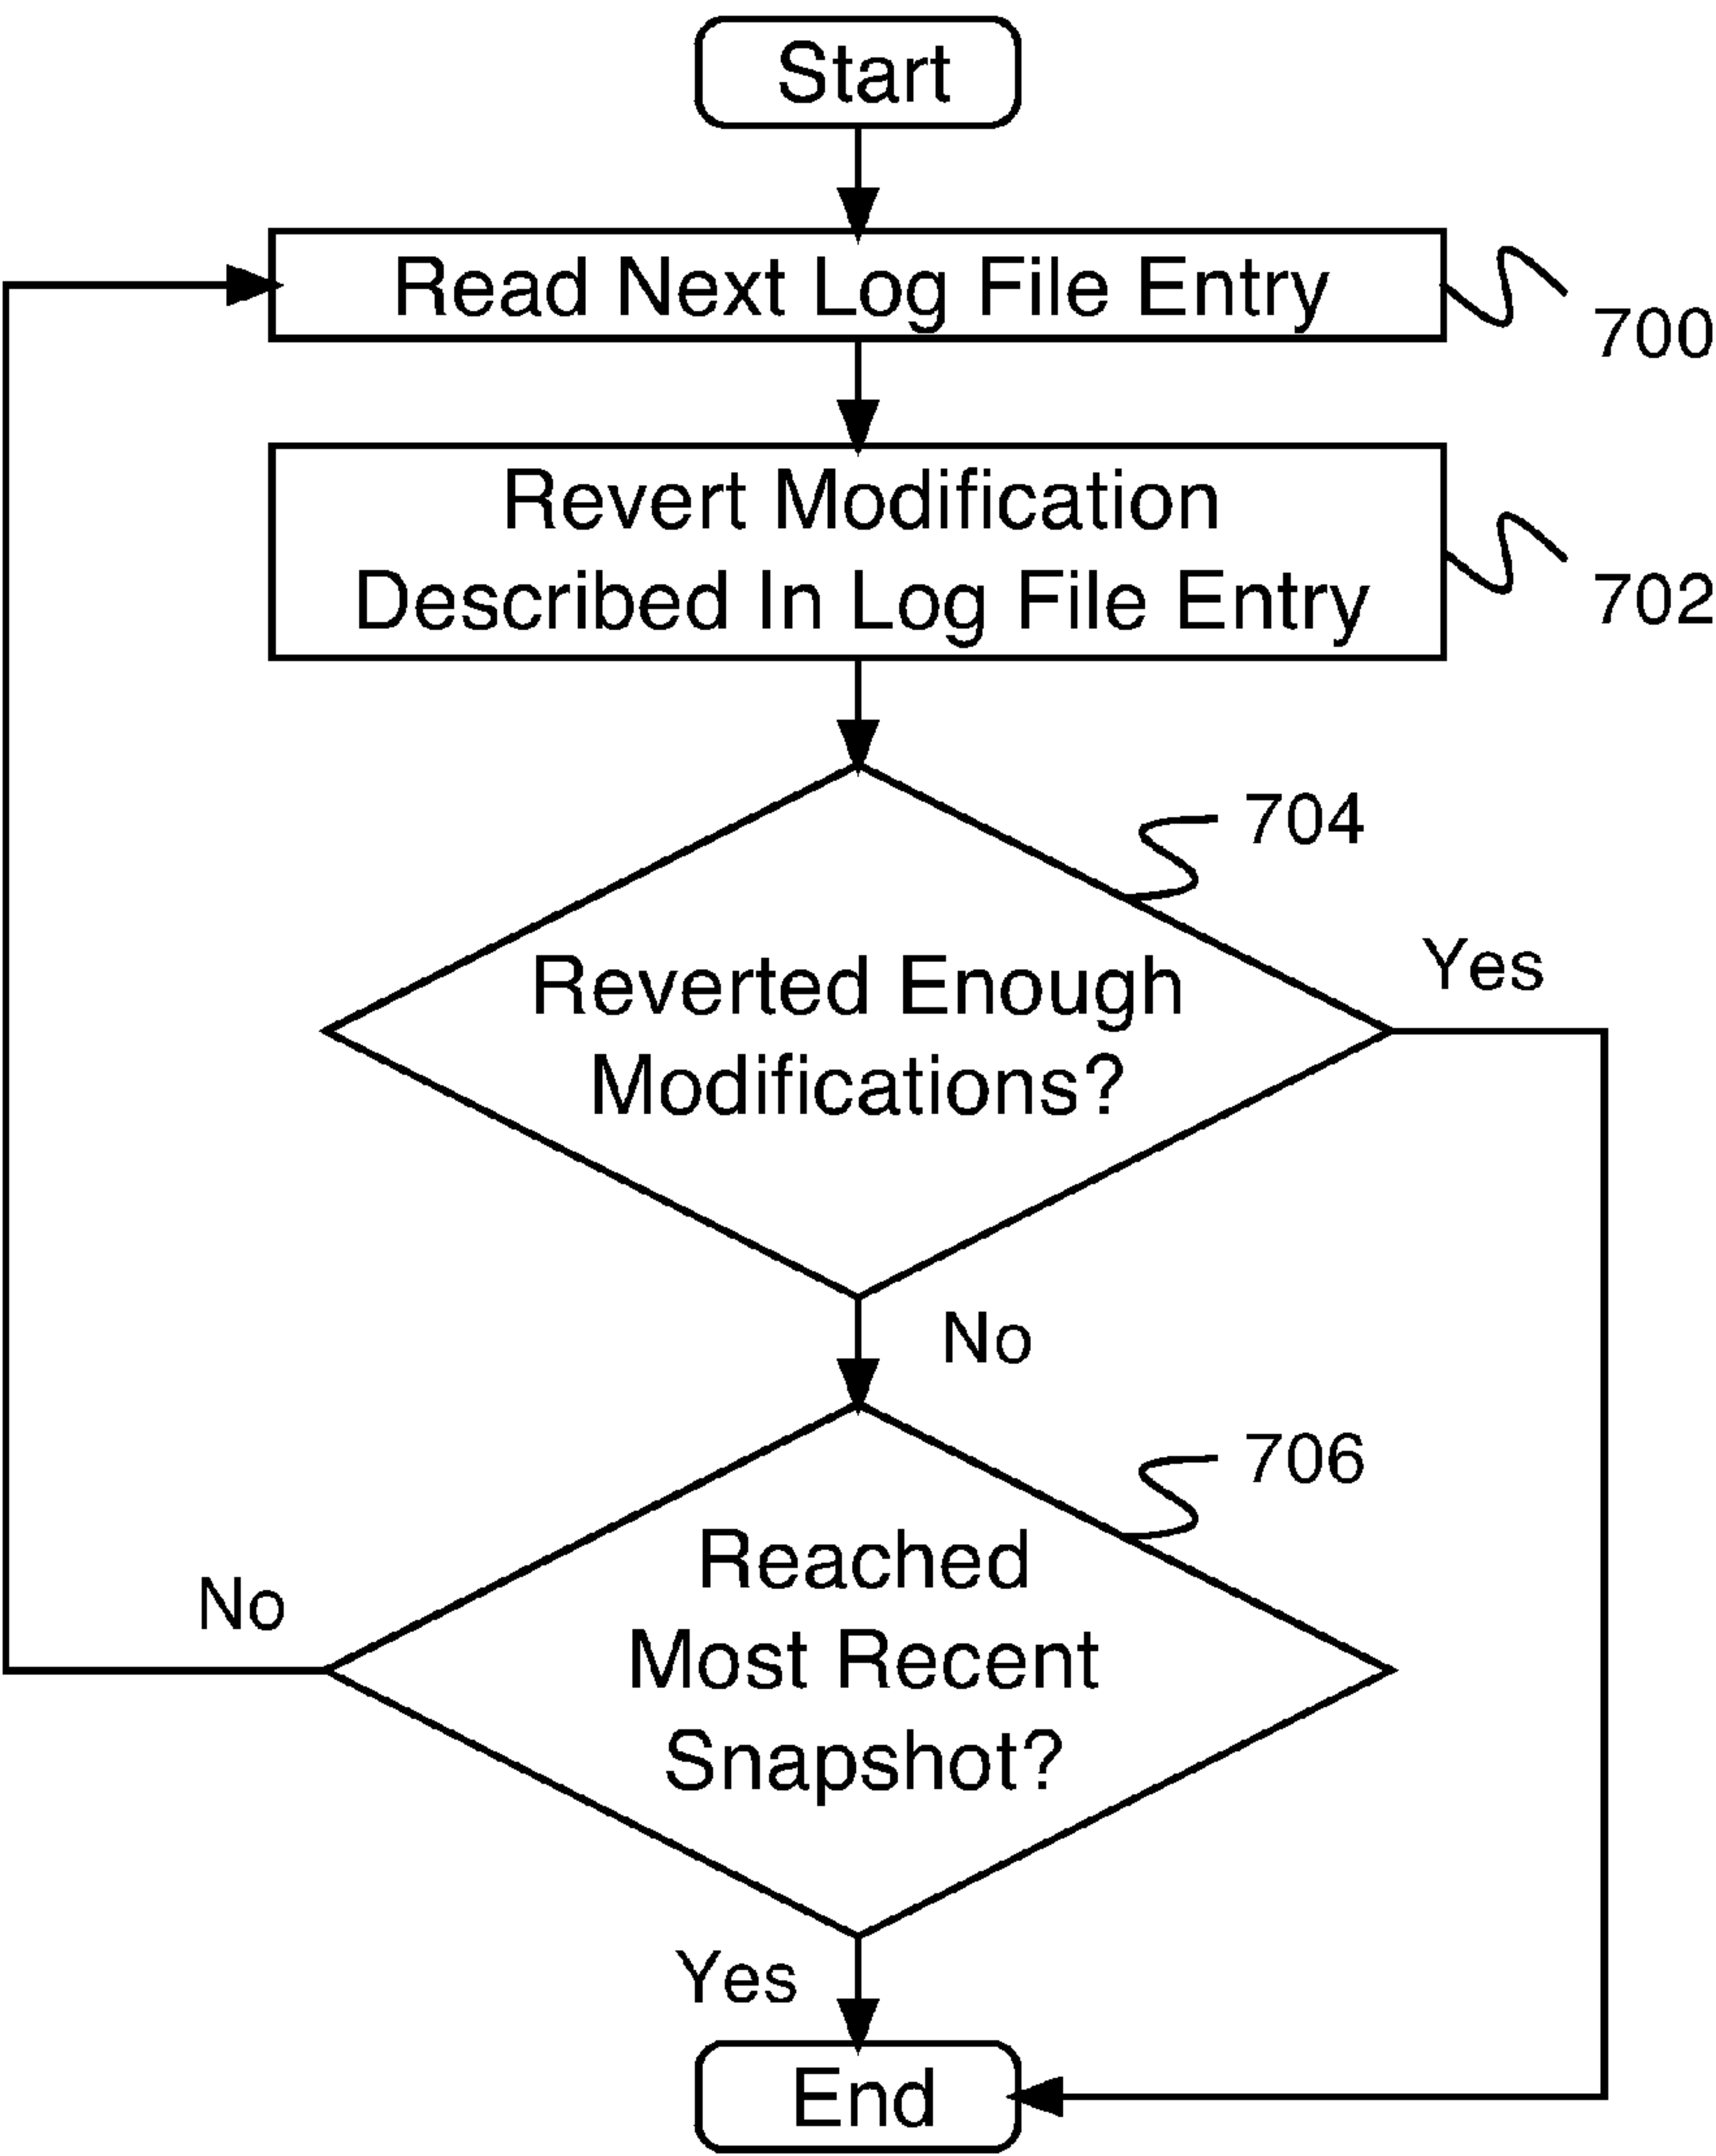 Start
Read Next Log File Entry
700
Revert Modification
Described In Log File Entry
702
704
Reverted Enough
Modifications?
Yes
No
706
Reached
Most Recent
Snapshot?
No
Yes
End